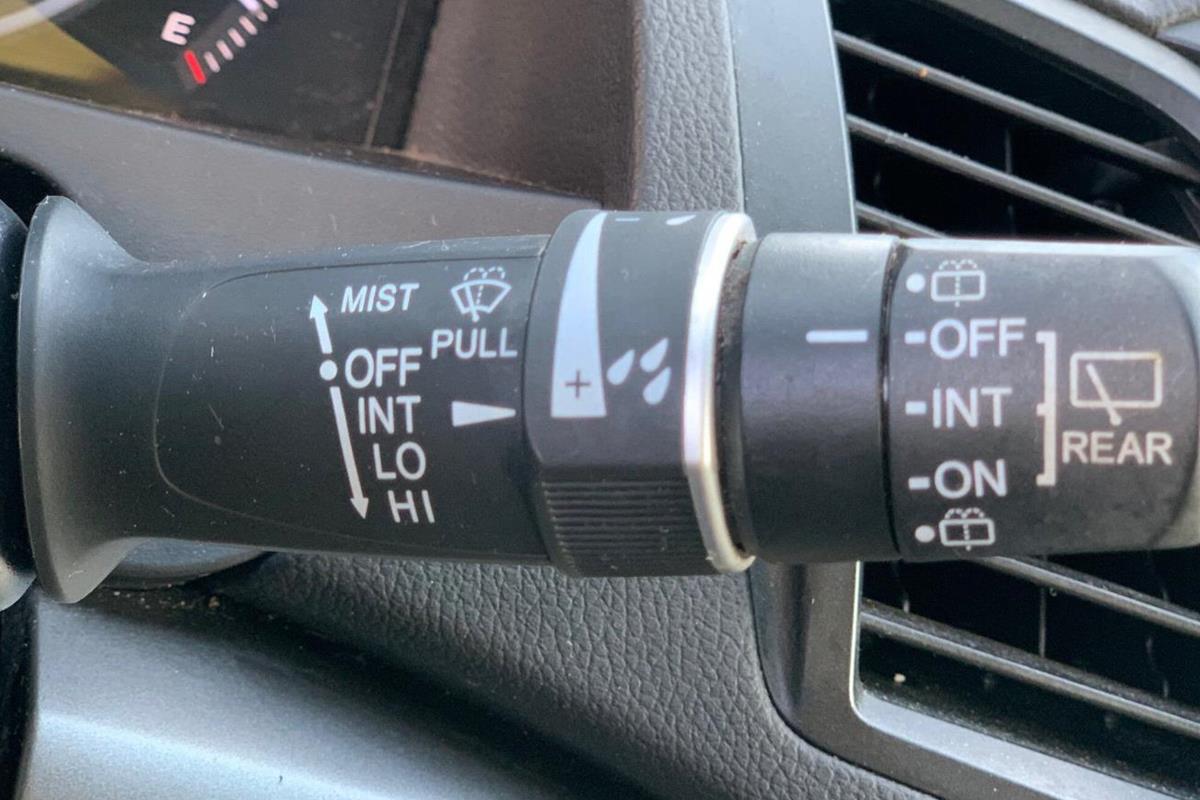 E
MIST
PULL
OFF
INT
LO
HI
−
+
OFF
INT
ON
REAR